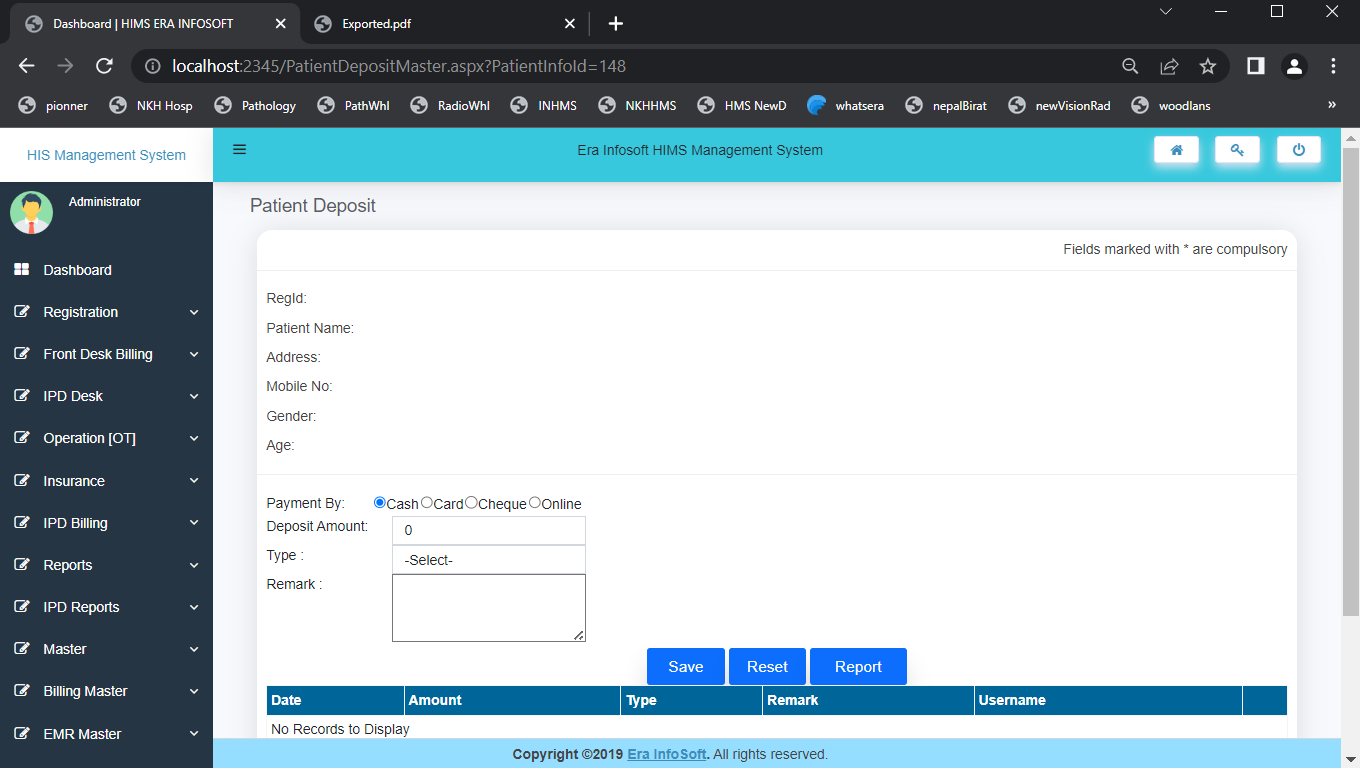 Dashboard | HIMS ERA INFOSOFT
Exported.pdf
localhost:2345/PatientDepositMaster.aspx?PatientInfoId=148
pionner NKH Hosp Pathology PathWhl RadioWhl INHMS NKHHMS HMS NewD whatsera nepalBirat newVisionRad woodlans »
HIS Management System
Era Infosoft HIMS Management System
Administrator
Dashboard
Registration
Front Desk Billing
IPD Desk
Operation [OT]
Insurance
IPD Billing
Reports
IPD Reports
Master
Billing Master
EMR Master
Patient Deposit
Fields marked with * are compulsory
RegId:
Patient Name:
Address:
Mobile No:
Gender:
Age:
Payment By: Cash Card Cheque Online
Deposit Amount: 0
Type : -Select-
Remark :
Save Reset Report
Date Amount Type Remark Username
No Records to Display
Copyright ©2019 Era InfoSoft. All rights reserved.